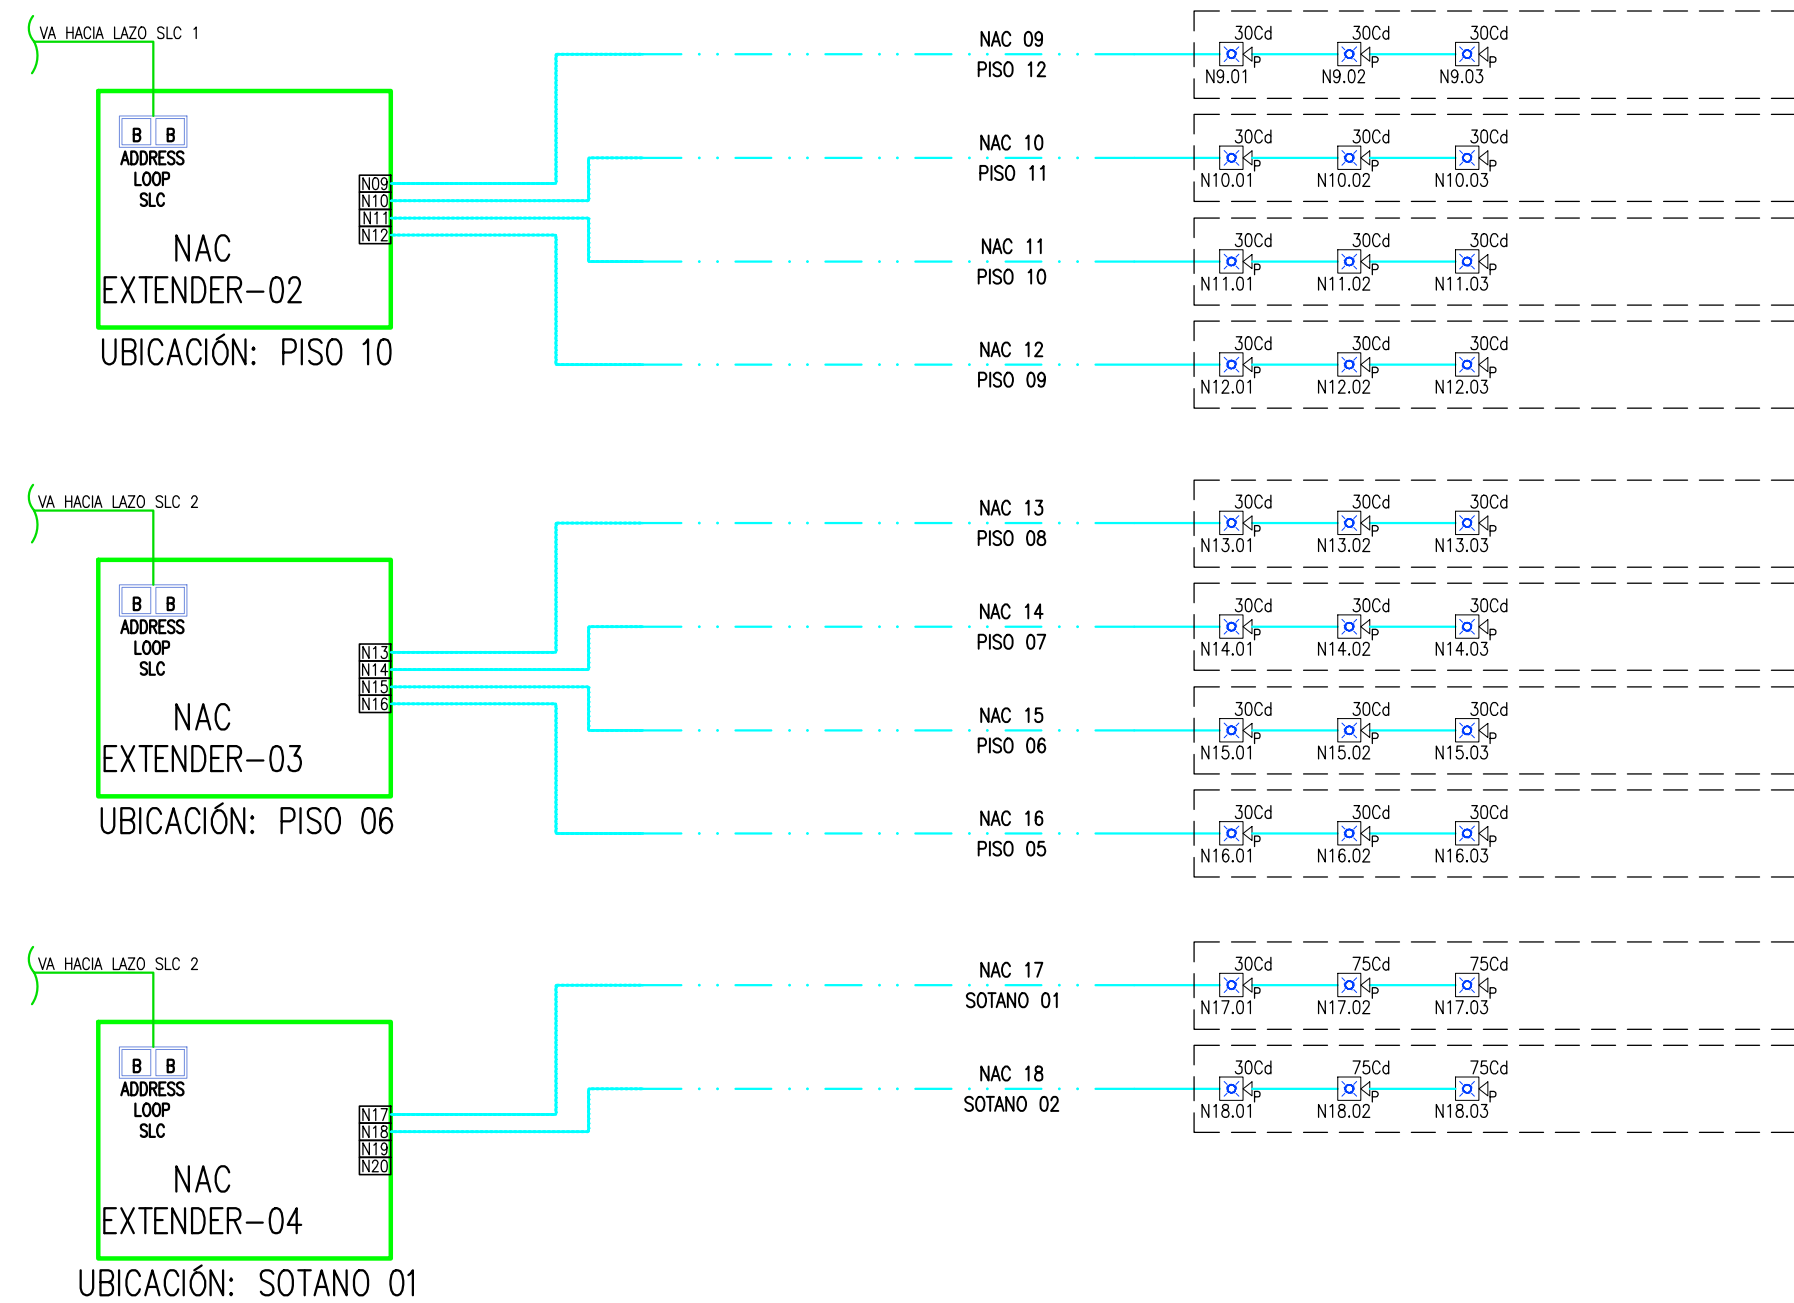 VA HACIA LAZO SLC 1
B B
ADDRESS
LOOP
SLC
N09
N10
N11
N12
NAC
EXTENDER-02
UBICACIÓN: PISO 10
NAC 09
PISO 12
30Cd 30Cd 30Cd
P P P
N9.01 N9.02 N9.03
NAC 10
PISO 11
30Cd 30Cd 30Cd
P P P
N10.01 N10.02 N10.03
NAC 11
PISO 10
30Cd 30Cd 30Cd
P P P
N11.01 N11.02 N11.03
NAC 12
PISO 09
30Cd 30Cd 30Cd
P P P
N12.01 N12.02 N12.03
VA HACIA LAZO SLC 2
B B
ADDRESS
LOOP
SLC
N13
N14
N15
N16
NAC
EXTENDER-03
UBICACIÓN: PISO 06
NAC 13
PISO 08
30Cd 30Cd 30Cd
P P P
N13.01 N13.02 N13.03
NAC 14
PISO 07
30Cd 30Cd 30Cd
P P P
N14.01 N14.02 N14.03
NAC 15
PISO 06
30Cd 30Cd 30Cd
P P P
N15.01 N15.02 N15.03
NAC 16
PISO 05
30Cd 30Cd 30Cd
P P P
N16.01 N16.02 N16.03
VA HACIA LAZO SLC 2
B B
ADDRESS
LOOP
SLC
N17
N18
N19
N20
NAC
EXTENDER-04
UBICACIÓN: SOTANO 01
NAC 17
SOTANO 01
30Cd 75Cd 75Cd
P P P
N17.01 N17.02 N17.03
NAC 18
SOTANO 02
30Cd 75Cd 75Cd
P P P
N18.01 N18.02 N18.03